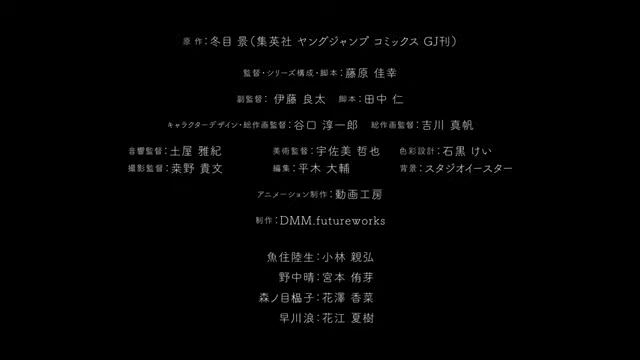 原作：冬目 景（集英社 ヤングジャンプ コミックス GJ刊）
監督・シリーズ構成・脚本：藤原 佳幸
副監督：伊藤 良太 脚本：田中 仁
キャラクターデザイン・総作画監督：谷口 淳一郎 総作画監督：吉川 真帆
音響監督：土屋 雅紀 美術監督：宇佐美 哲也 色彩設計：石黒 けい
撮影監督：桒野 貴文 編集：平木 大輔 背景：スタジオイースター
アニメーション制作：動画工房
制作：DMM.futureworks
魚住陸生：小林 親弘
野中晴：宮本 侑芽
森ノ目榀子：花澤 香菜
早川浪：花江 夏樹